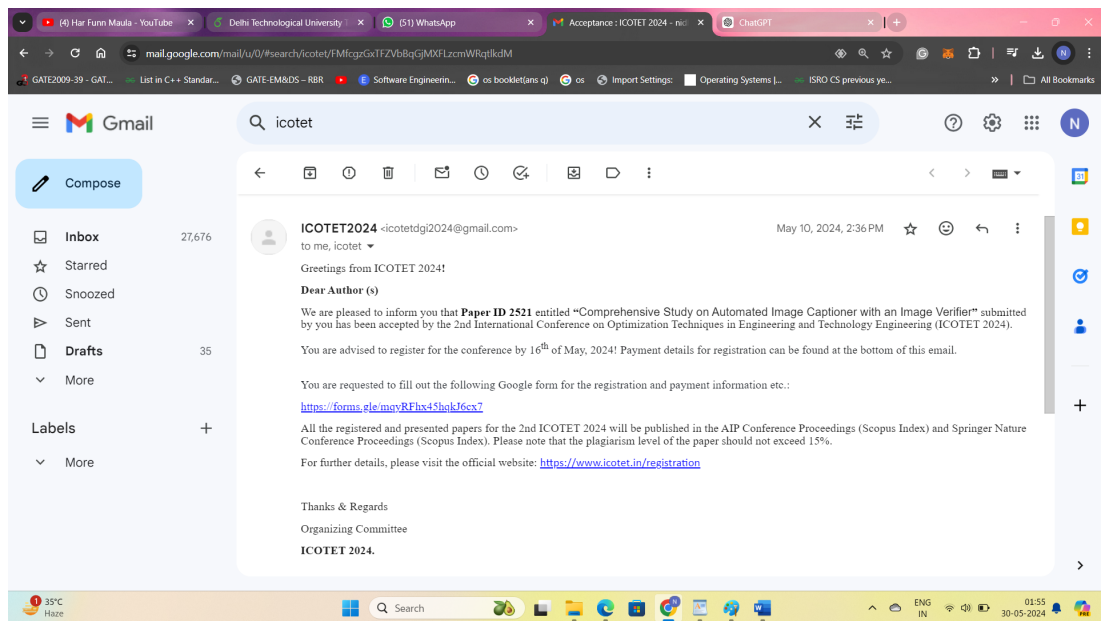 (4) Har Funn Maula - YouTube
Delhi Technological University
(51) WhatsApp
Acceptance : ICOTET 2024 - nid
ChatGPT
mail.google.com/mail/u/0/#search/icotet/FMfcgzGxTFZVbBqGjMXFLzcmWRqtlkdM
GATE2009-39 - GAT...
List in C++ Standar...
GATE-EM&DS – RBR
Software Engineerin...
os booklet(ans q)
os
Import Settings:
Operating Systems |...
ISRO CS previous ye...
All Bookmarks
Gmail
icotet
N
Compose
Inbox 27,676
Starred
Snoozed
Sent
Drafts 35
More
Labels
More
ICOTET2024 <icotetdgi2024@gmail.com> May 10, 2024, 2:36 PM
to me, icotet
Greetings from ICOTET 2024!
Dear Author (s)
We are pleased to inform you that Paper ID 2521 entitled “Comprehensive Study on Automated Image Captioner with an Image Verifier” submitted
by you has been accepted by the 2nd International Conference on Optimization Techniques in Engineering and Technology Engineering (ICOTET 2024).
You are advised to register for the conference by 16th of May, 2024! Payment details for registration can be found at the bottom of this email.
You are requested to fill out the following Google form for the registration and payment information etc.:
https://forms.gle/mqyRFhx45hqkJ6cx7
All the registered and presented papers for the 2nd ICOTET 2024 will be published in the AIP Conference Proceedings (Scopus Index) and Springer Nature
Conference Proceedings (Scopus Index). Please note that the plagiarism level of the paper should not exceed 15%.
For further details, please visit the official website: https://www.icotet.in/registration
Thanks & Regards
Organizing Committee
ICOTET 2024.
31
1
35°C
Haze
Search
ENG
IN
01:55
30-05-2024